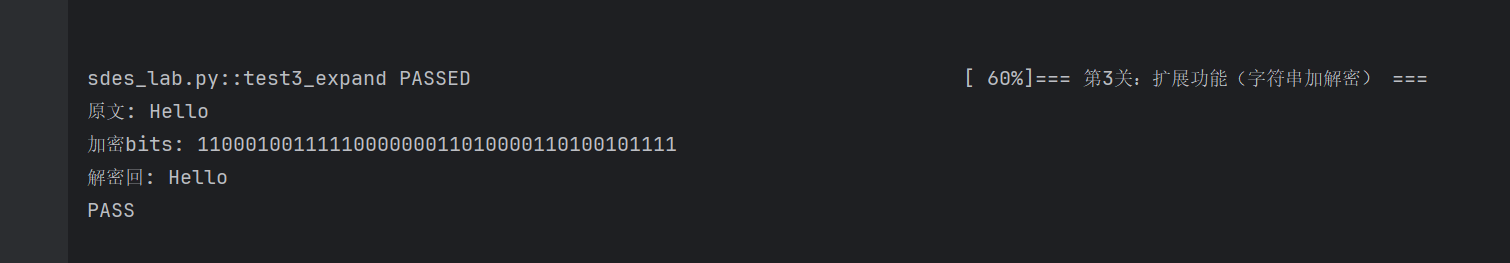 sdes_lab.py::test3_expand PASSED [ 60%]=== 第3关：扩展功能（字符串加解密） ===
原文: Hello
加密bits: 1100010011111000000011010000110100101111
解密回: Hello
PASS